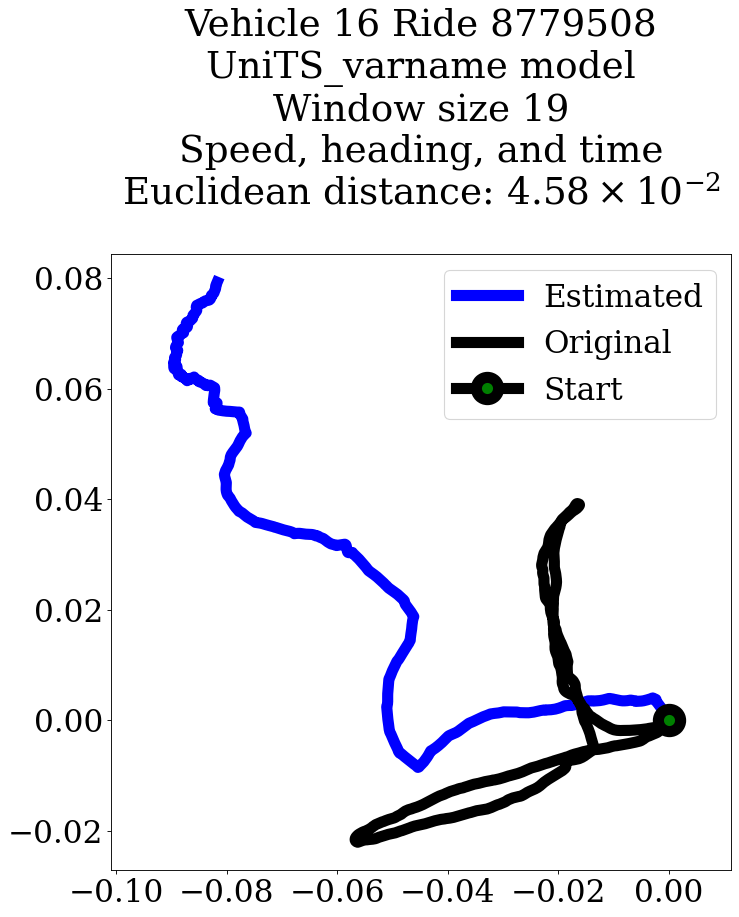 Vehicle 16 Ride 8779508
UniTS_varname model
Window size 19
Speed, heading, and time
Euclidean distance: 4.58 × 10⁻²
0.08
0.06
0.04
0.02
0.00
−0.02
Estimated
Original
Start
−0.10 −0.08 −0.06 −0.04 −0.02 0.00